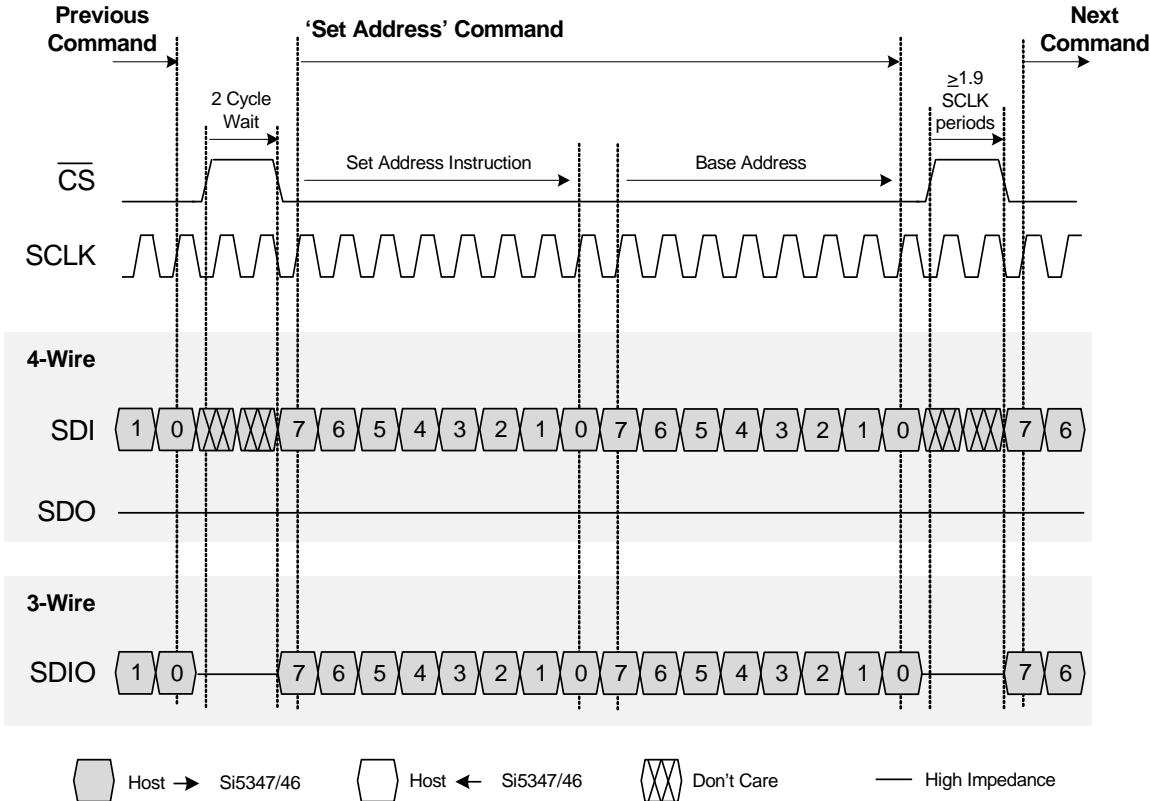 Previous
Command
'Set Address' Command
Next
Command
2 Cycle
Wait
≥1.9
SCLK
periods
Set Address Instruction
Base Address
CS
SCLK
4-Wire
SDI 1 0 7 6 5 4 3 2 1 0 7 6 5 4 3 2 1 0 7 6
SDO
3-Wire
SDIO 1 0 7 6 5 4 3 2 1 0 7 6 5 4 3 2 1 0 7 6
Host → Si5347/46 Host ← Si5347/46 Don't Care High Impedance